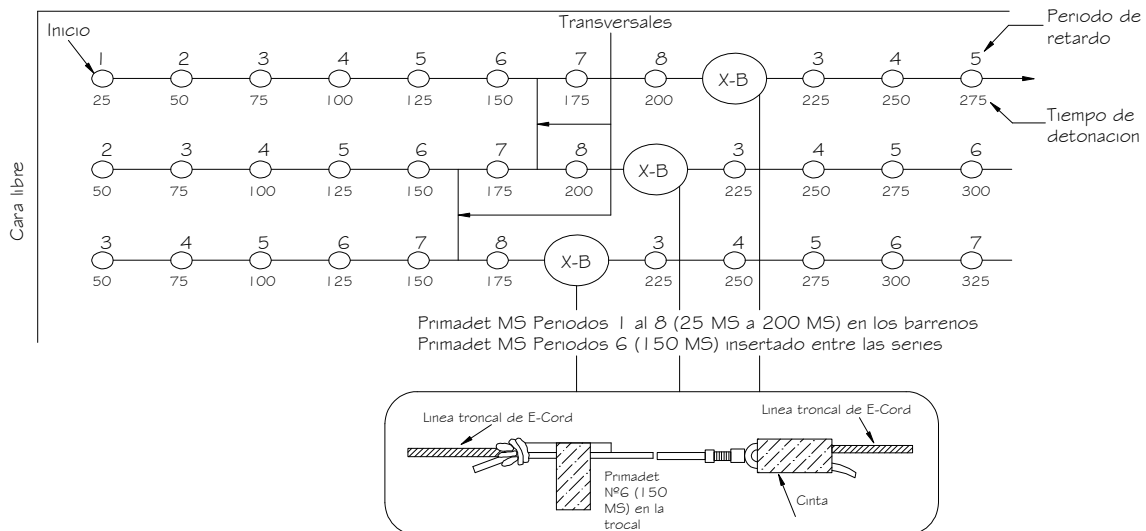 Transversales
Periodo de
retardo
Inicio
1 2 3 4 5 6 7 8 X-B 3 4 5
25 50 75 100 125 150 175 200 225 250 275
Tiempo de
detonacion
2 3 4 5 6 7 8 X-B 3 4 5 6
50 75 100 125 150 175 200 225 250 275 300
Cara libre
3 4 5 6 7 8 X-B 3 4 5 6 7
50 75 100 125 150 175 225 250 275 300 325
Primadet MS Periodos 1 al 8 (25 MS a 200 MS) en los barrenos
Primadet MS Periodos 6 (150 MS) insertado entre las series
Linea troncal de E-Cord
Linea troncal de E-Cord
Primadet
Nº6 (150
MS) en la
trocal
Cinta